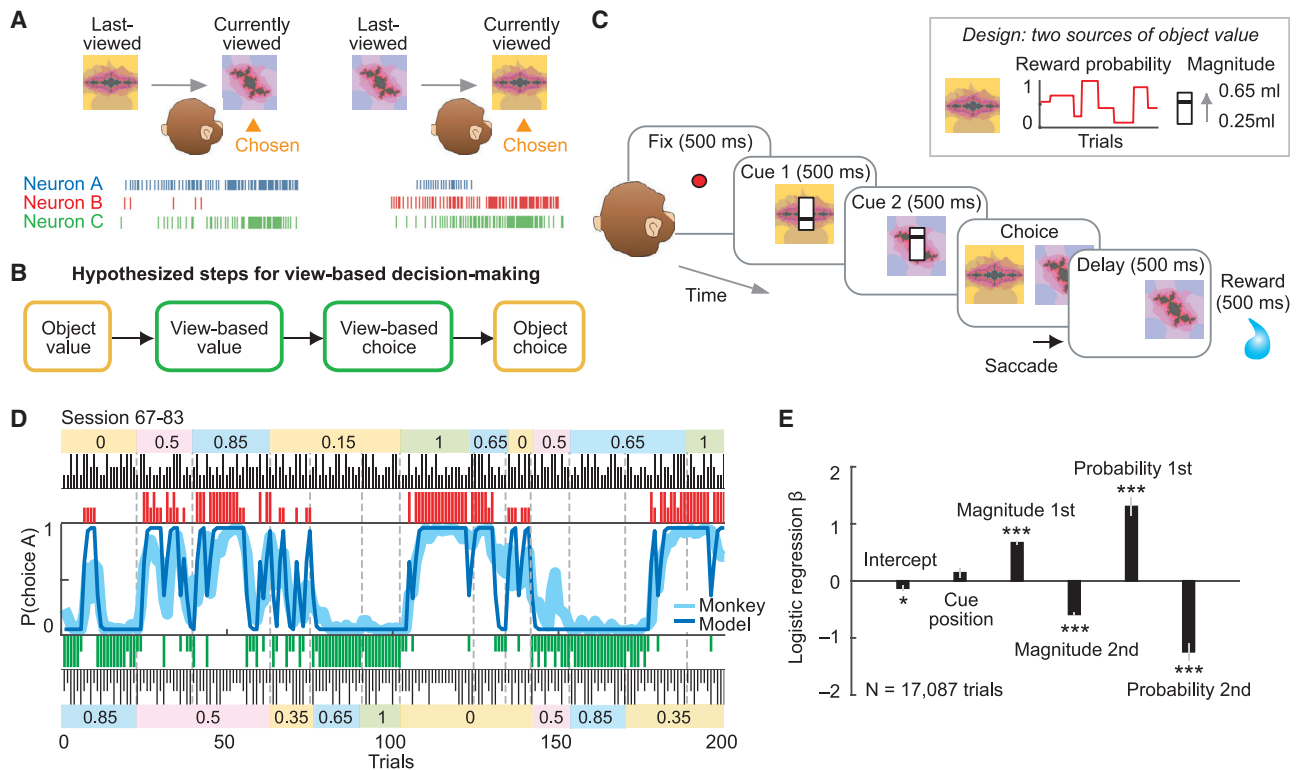 A
Last-viewed
Currently viewed
Chosen
Last-viewed
Currently viewed
Chosen
Neuron A
Neuron B
Neuron C
B
Hypothesized steps for view-based decision-making
Object value
View-based value
View-based choice
Object choice
C
Design: two sources of object value
Reward probability
Magnitude
1
0
Trials
0.65 ml
0.25ml
Fix (500 ms)
Cue 1 (500 ms)
Cue 2 (500 ms)
Choice
Delay (500 ms)
Reward (500 ms)
Time
Saccade
D
Session 67-83
0 0.5 0.85 0.15 1 0.65 0 0.5 0.65 1
P(choice A)
1
0
Monkey
Model
0.85 0.5 0.35 0.65 1 0 0.5 0.85 0.35
0 50 100 150 200
Trials
E
Logistic regression β
2
1
0
−1
−2
Intercept
*
Cue position
Magnitude 1st
***
***
Magnitude 2nd
Probability 1st
***
***
Probability 2nd
N = 17,087 trials